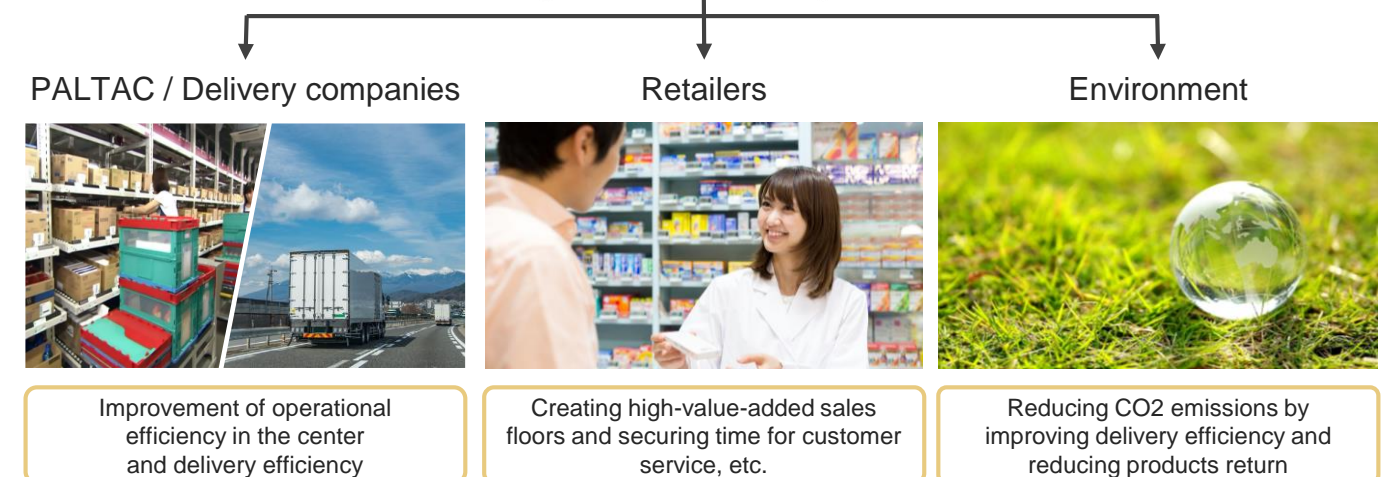 PALTAC / Delivery companies
Retailers
Environment
Improvement of operational
efficiency in the center
and delivery efficiency
Creating high-value-added sales
floors and securing time for customer
service, etc.
Reducing CO2 emissions by
improving delivery efficiency and
reducing products return